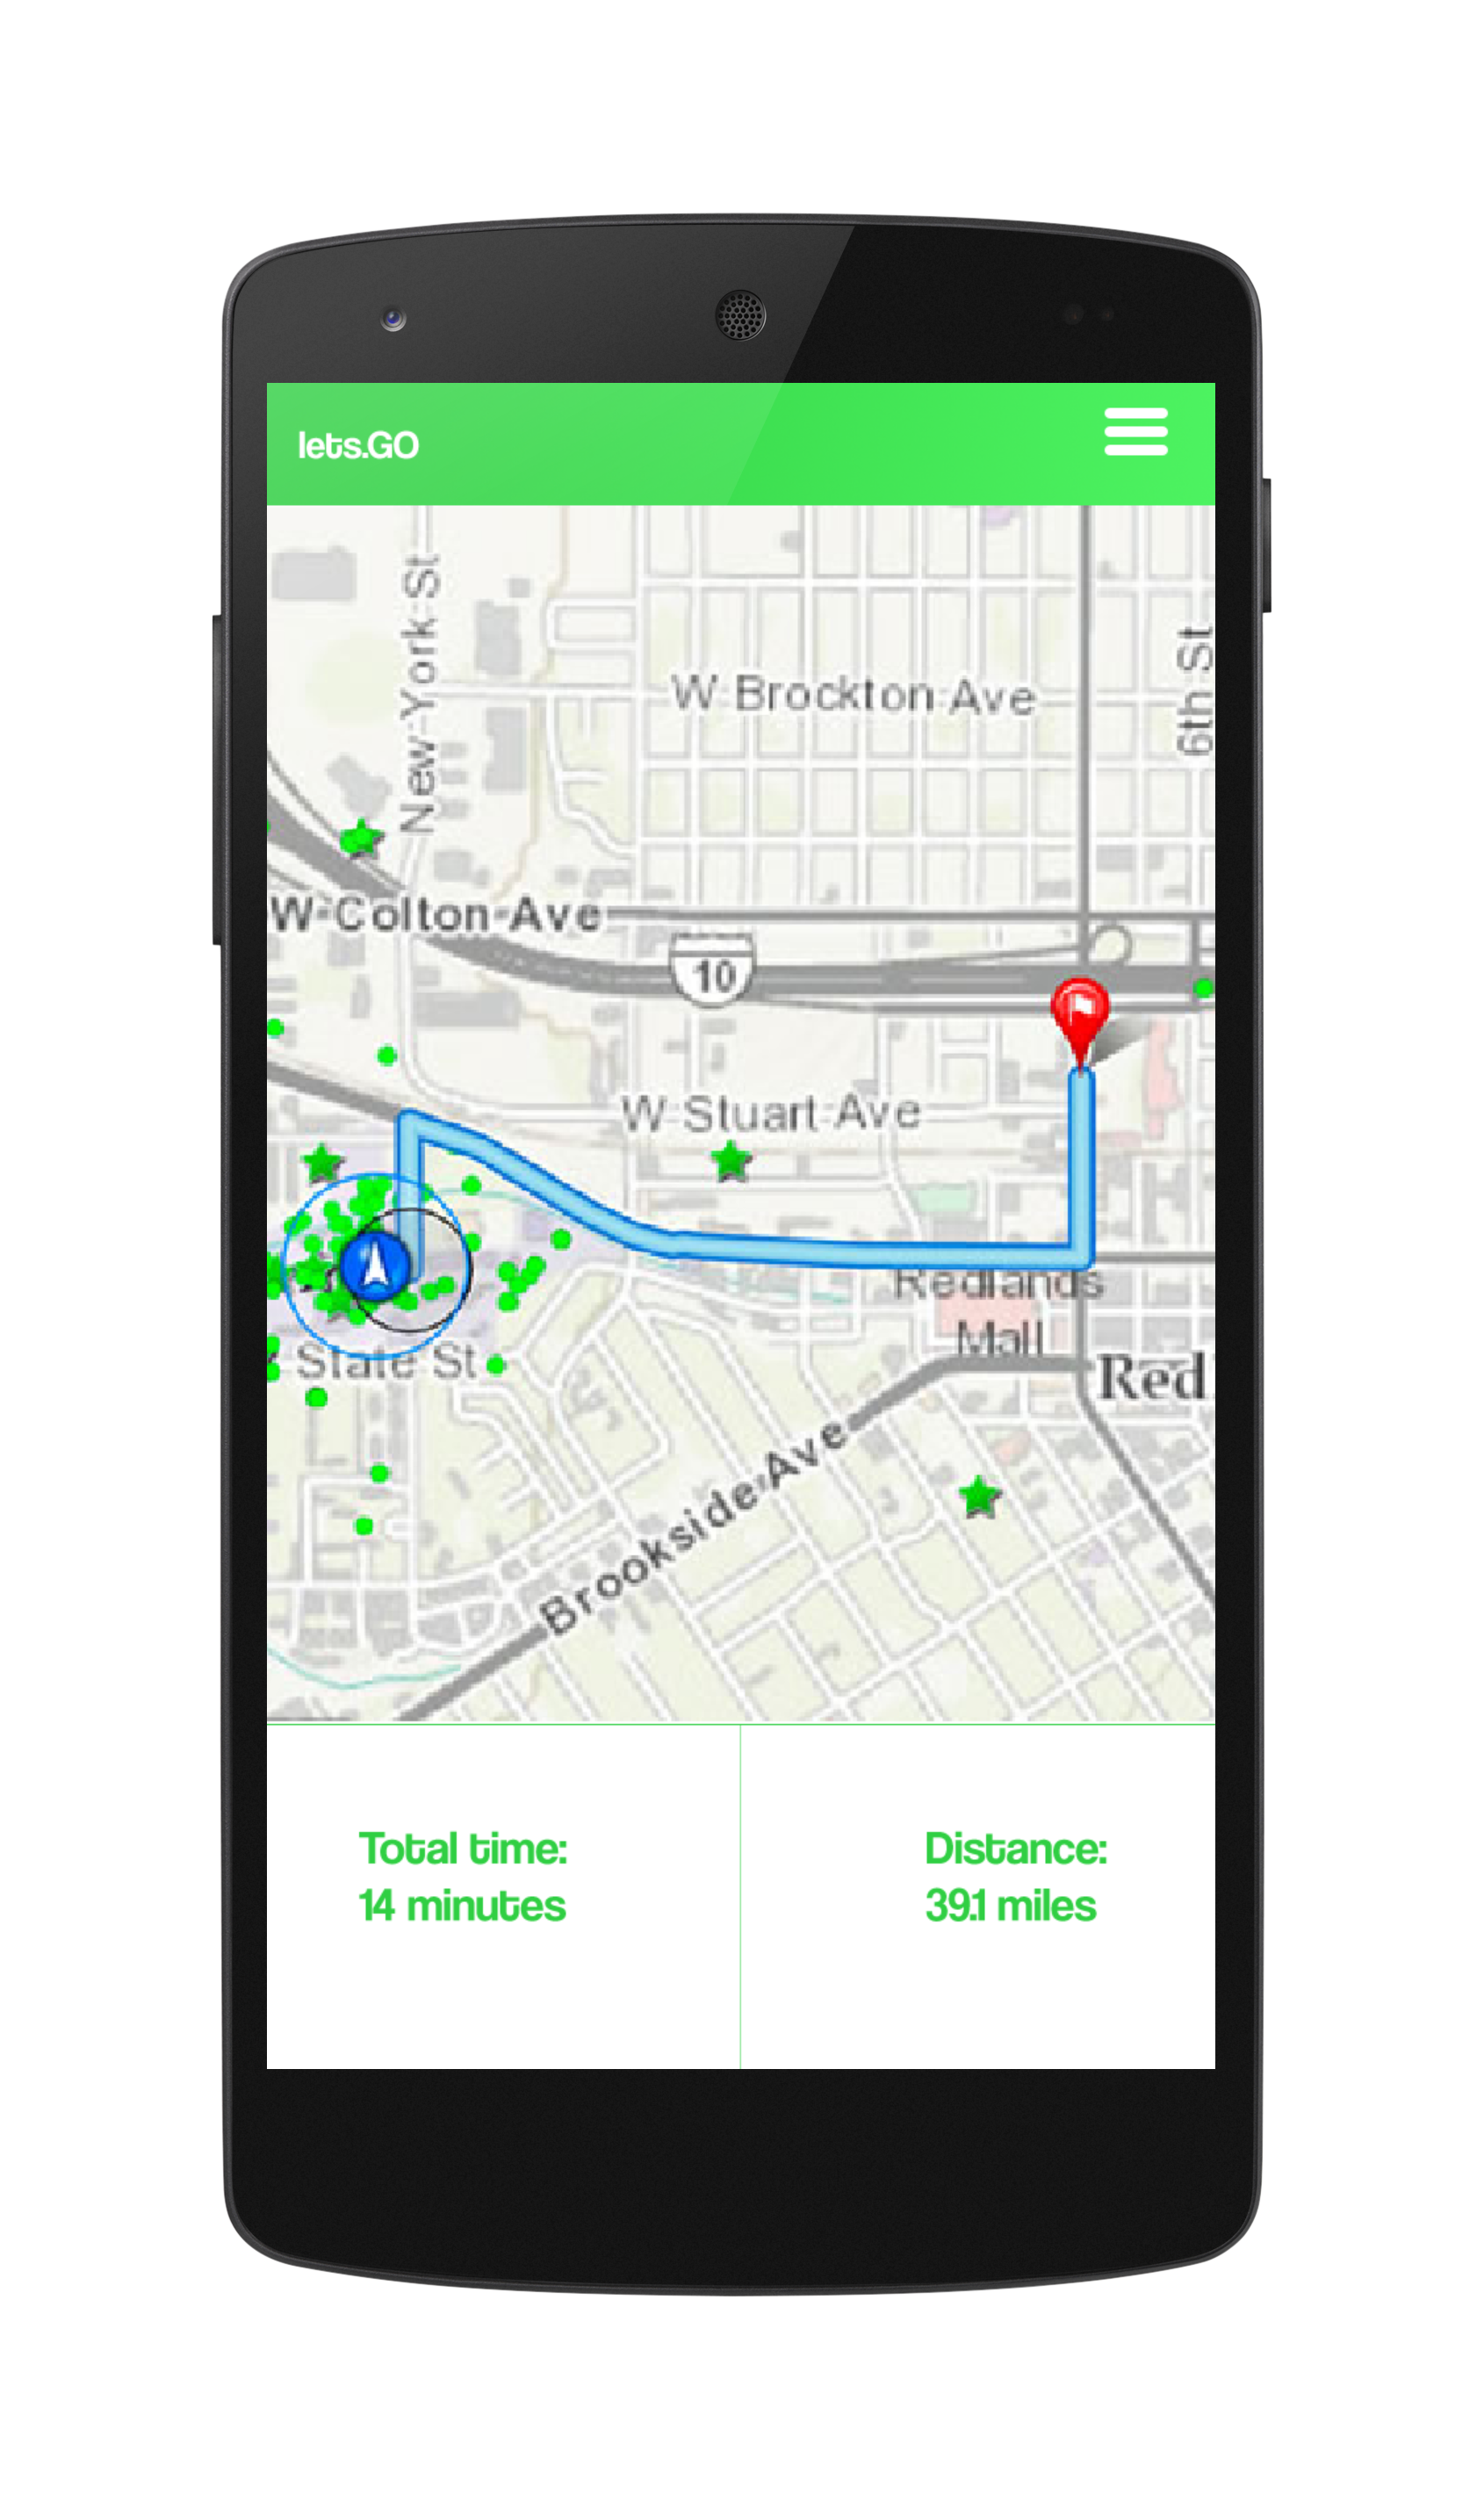 lets.GO
New York St
W Brockton Ave
6th St
W Colton Ave
10
W Stuart Ave
Redlands
Mall
State St
Red
Brookside Ave
Total time:
14 minutes
Distance:
39.1 miles